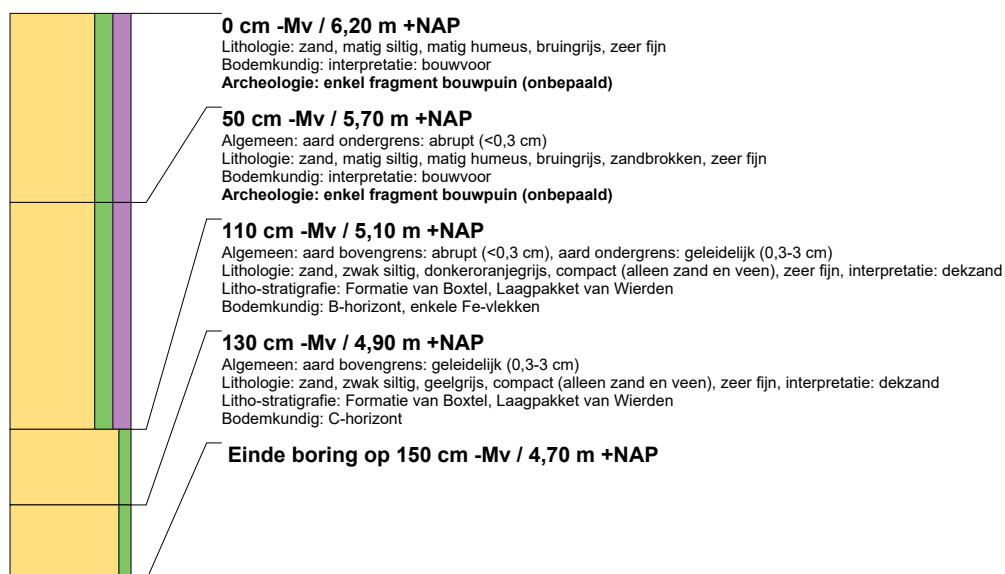 0 cm -Mv / 6,20 m +NAP
Lithologie: zand, matig siltig, matig humeus, bruingrijs, zeer fijn
Bodemkundig: interpretatie: bouwvoor
Archeologie: enkel fragment bouwpuin (onbepaald)
50 cm -Mv / 5,70 m +NAP
Algemeen: aard ondergrens: abrupt (<0,3 cm)
Lithologie: zand, matig siltig, matig humeus, bruingrijs, zandbrokken, zeer fijn
Bodemkundig: interpretatie: bouwvoor
Archeologie: enkel fragment bouwpuin (onbepaald)
110 cm -Mv / 5,10 m +NAP
Algemeen: aard bovengrens: abrupt (<0,3 cm), aard ondergrens: geleidelijk (0,3-3 cm)
Lithologie: zand, zwak siltig, donkeroranjegrijs, compact (alleen zand en veen), zeer fijn, interpretatie: dekzand
Litho-stratigrafie: Formatie van Boxtel, Laagpakket van Wierden
Bodemkundig: B-horizont, enkele Fe-vlekken
130 cm -Mv / 4,90 m +NAP
Algemeen: aard bovengrens: geleidelijk (0,3-3 cm)
Lithologie: zand, zwak siltig, geelgrijs, compact (alleen zand en veen), zeer fijn, interpretatie: dekzand
Litho-stratigrafie: Formatie van Boxtel, Laagpakket van Wierden
Bodemkundig: C-horizont
Einde boring op 150 cm -Mv / 4,70 m +NAP